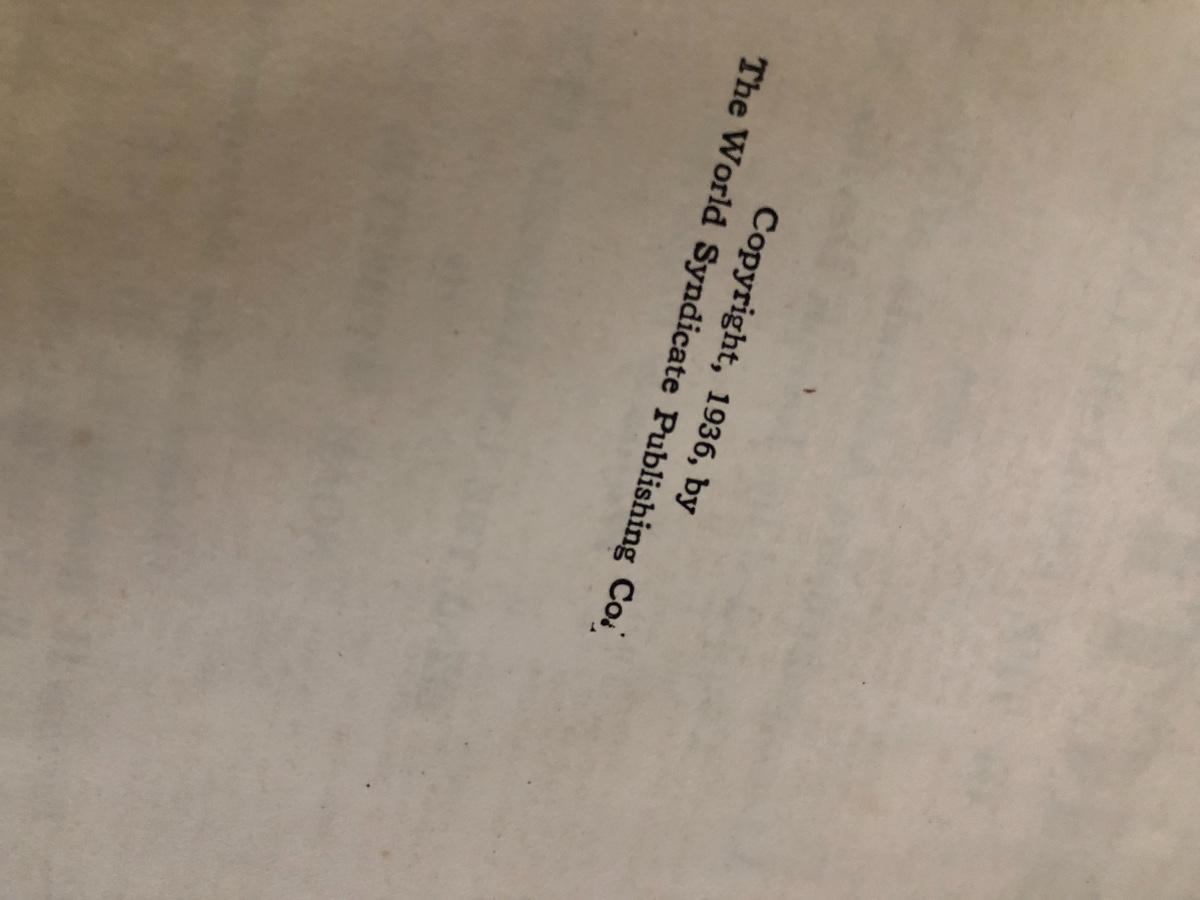 Copyright, 1936, by
The World Syndicate Publishing Co.